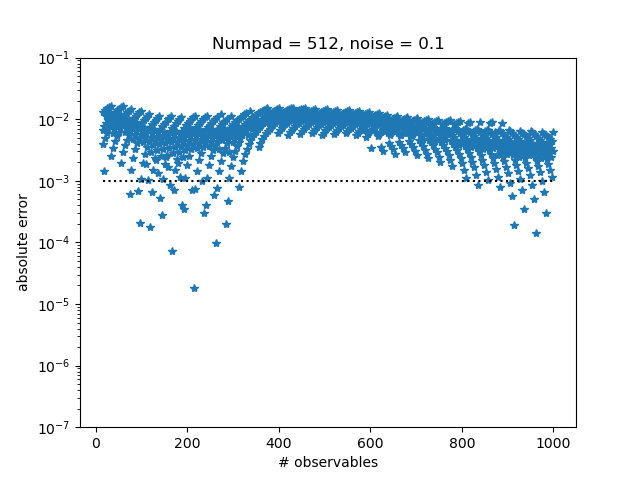 Numpad = 512, noise = 0.1
absolute error
10⁻¹
10⁻²
10⁻³
10⁻⁴
10⁻⁵
10⁻⁶
10⁻⁷
0 200 400 600 800 1000
# observables